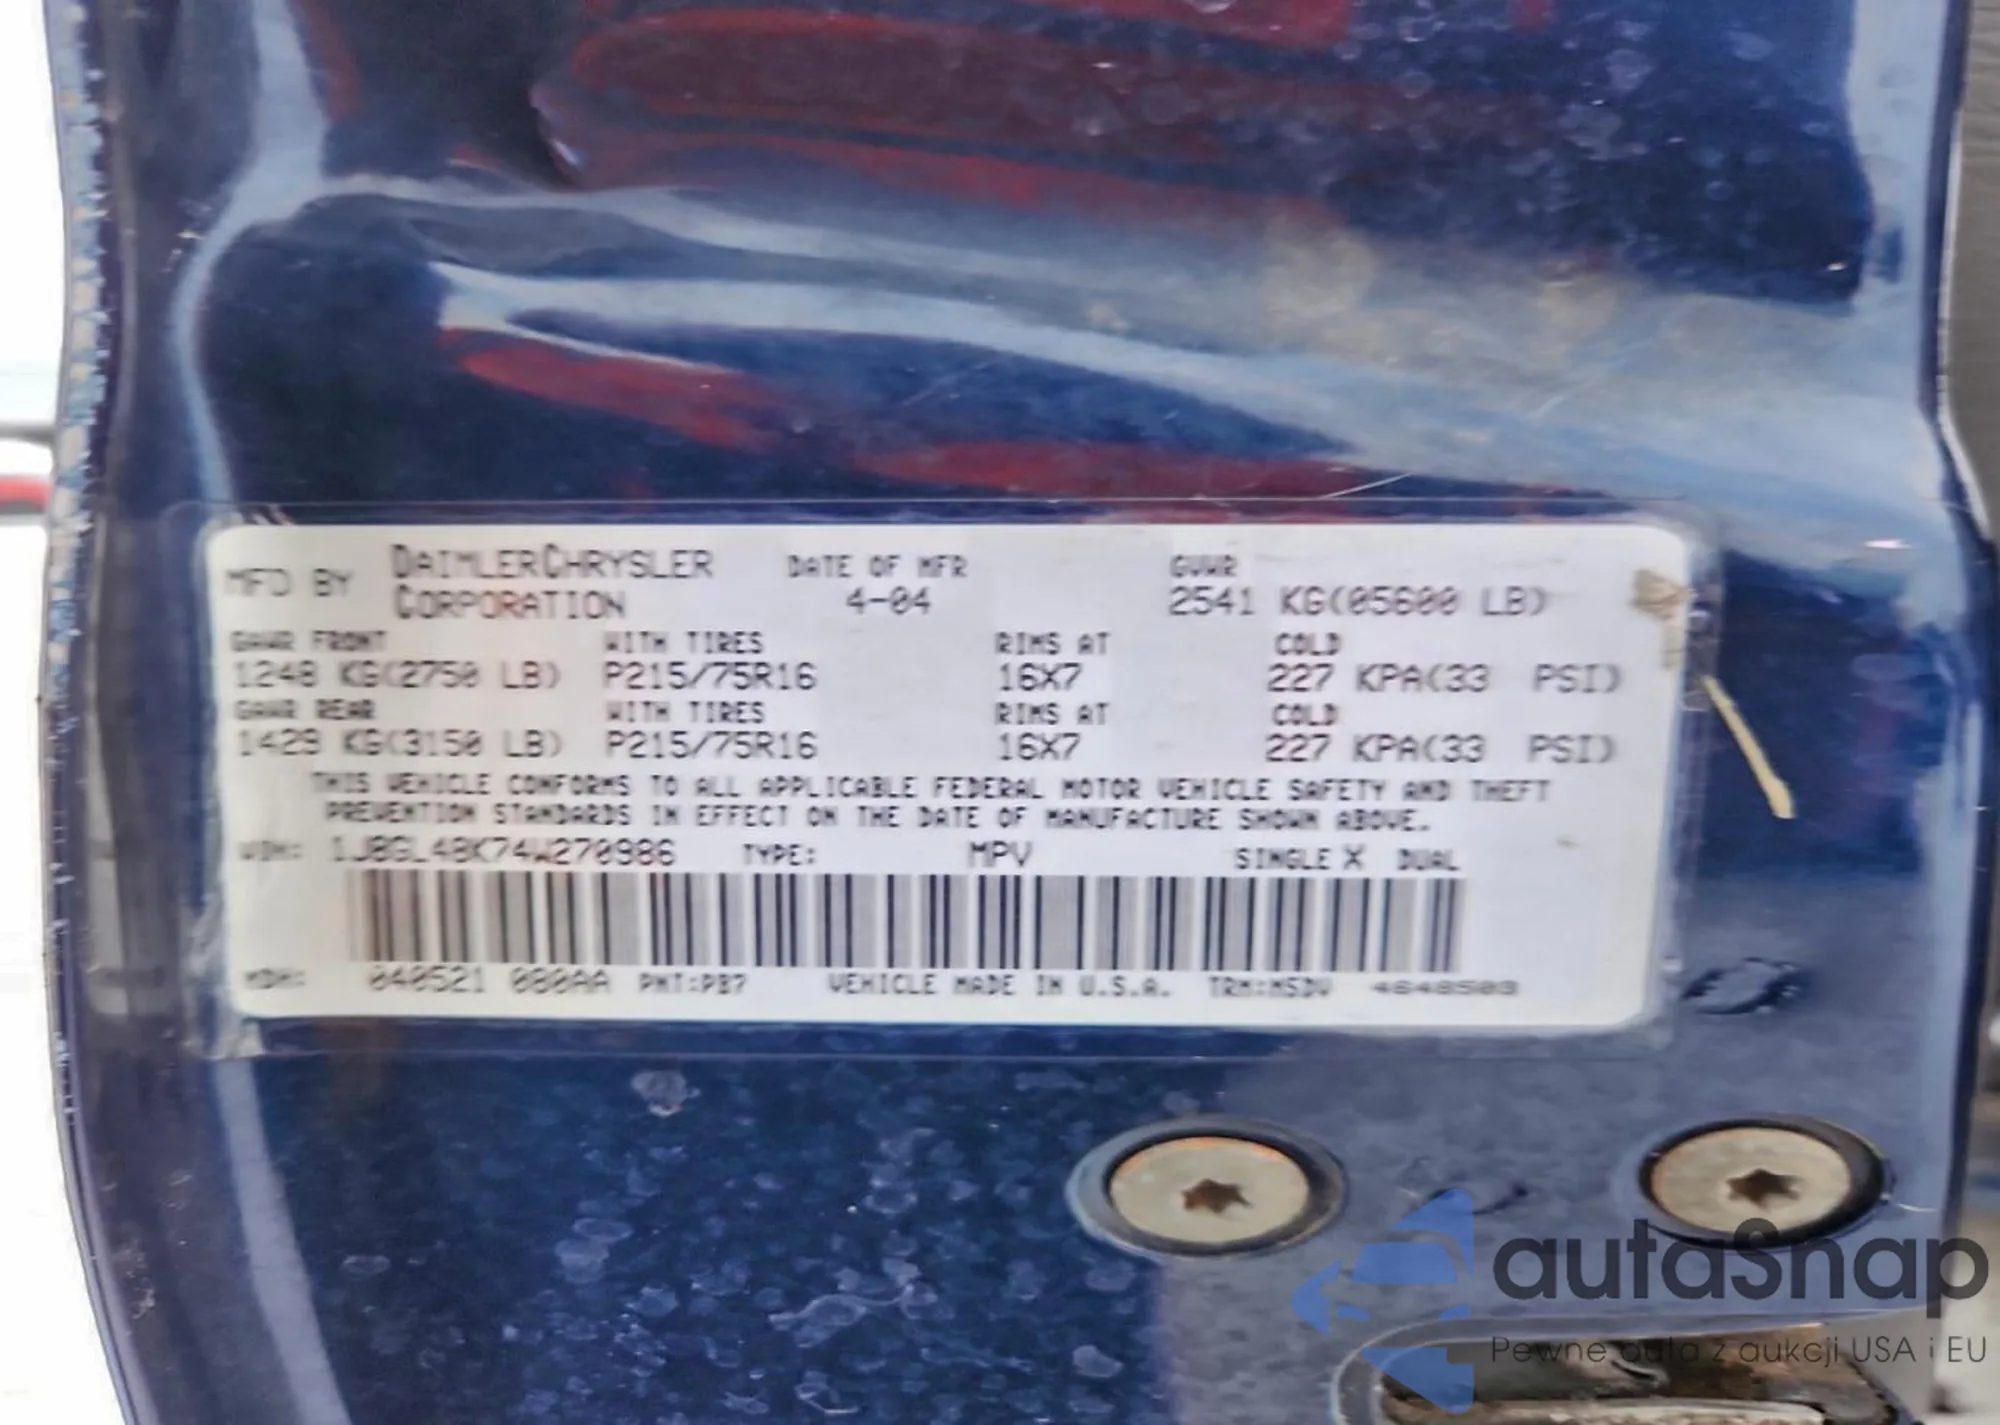 MFD BY DAIMLERCHRYSLER CORPORATION DATE OF MFR 4-04 GVWR 2541 KG(05600 LB)
GAWR FRONT WITH TIRES RIMS AT COLD
1248 KG(2750 LB) P215/75R16 16X7 227 KPA(33 PSI)
GAWR REAR WITH TIRES RIMS AT COLD
1429 KG(3150 LB) P215/75R16 16X7 227 KPA(33 PSI)
THIS VEHICLE CONFORMS TO ALL APPLICABLE FEDERAL MOTOR VEHICLE SAFETY AND THEFT
PREVENTION STANDARDS IN EFFECT ON THE DATE OF MANUFACTURE SHOWN ABOVE.
VIN: 1J8GL48K74W270986 TYPE: MPV SINGLE X DUAL
MDH: 040521 080AA PNT:PB7 VEHICLE MADE IN U.S.A. TRM:MSDV 4648503
autaSnap
Pewne auta z aukcji USA i EU